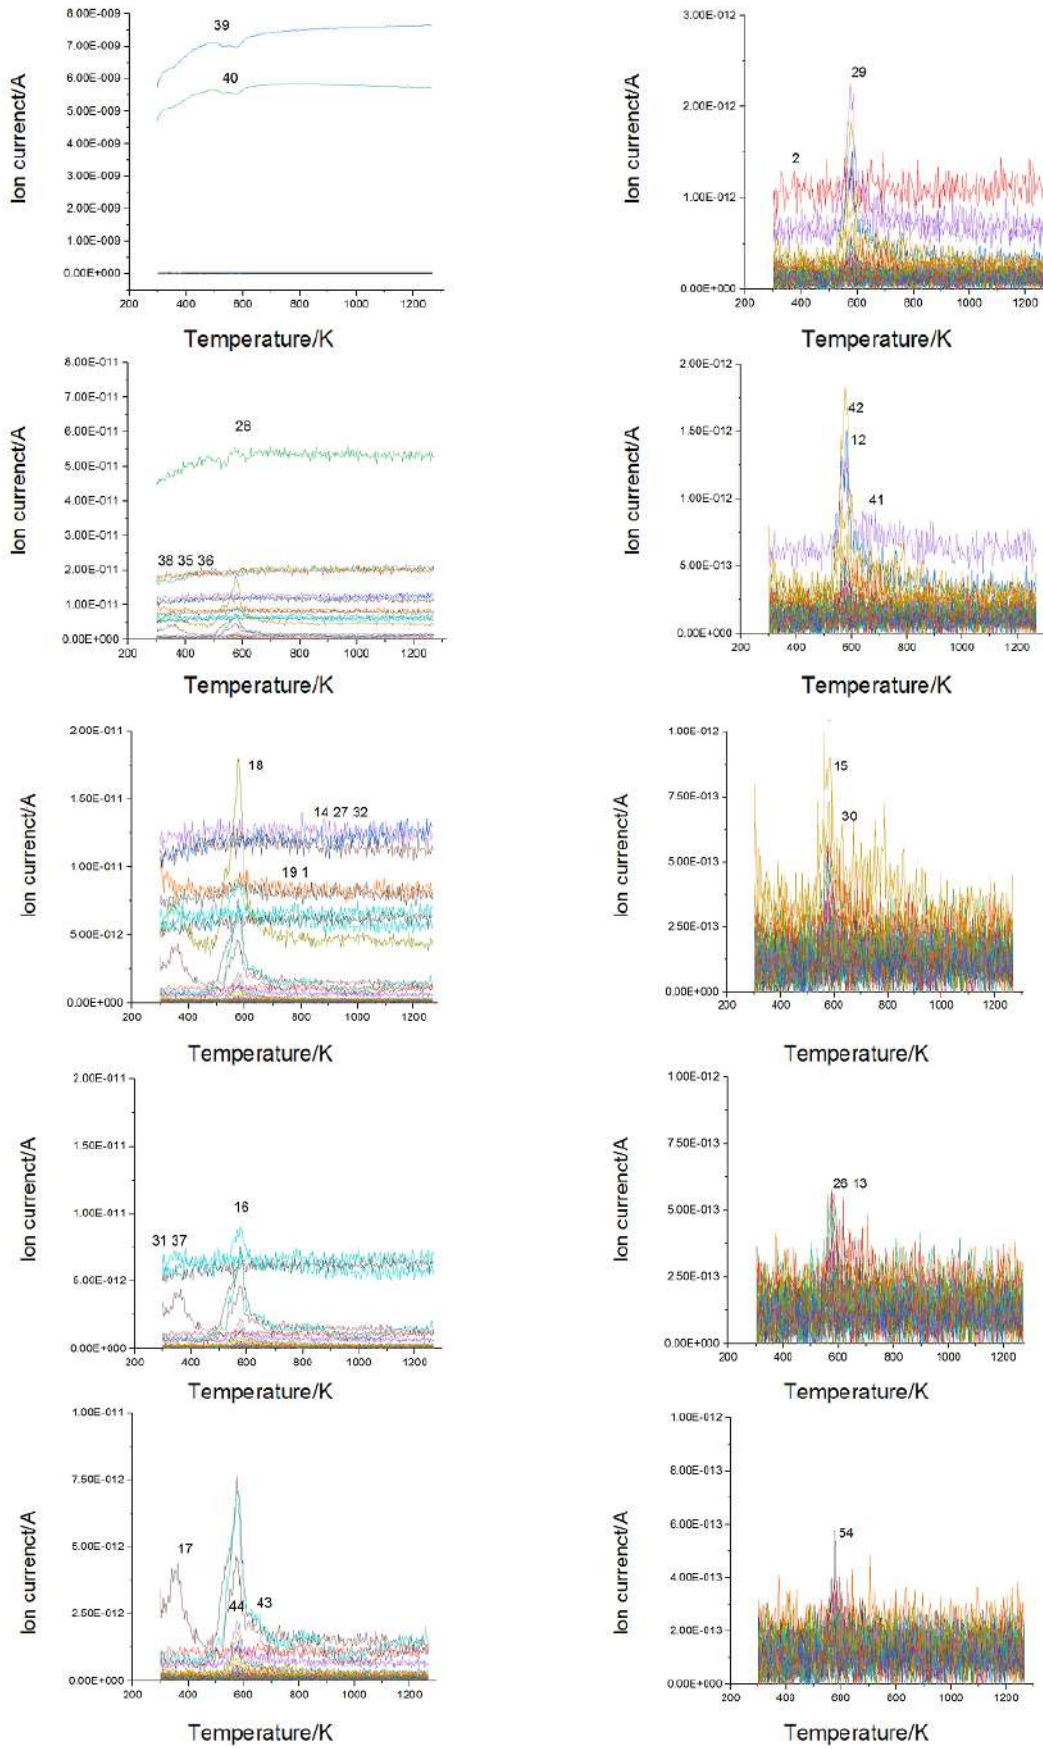 8.00E-009
7.00E-009
6.00E-009
5.00E-009
4.00E-009
3.00E-009
2.00E-009
1.00E-009
0.00E+000
39
40
200 400 600 800 1000 1200
Ion currenct/A
Temperature/K
3.00E-012
2.00E-012
1.00E-012
0.00E+000
29
2
200 400 600 800 1000 1200
Ion currenct/A
Temperature/K
8.00E-011
7.00E-011
6.00E-011
5.00E-011
4.00E-011
3.00E-011
2.00E-011
1.00E-011
0.00E+000
28
38 35 36
200 400 600 800 1000 1200
Ion currenct/A
Temperature/K
2.00E-012
1.50E-012
1.00E-012
5.00E-013
0.00E+000
42
12
41
200 400 600 800 1000 1200
Ion currenct/A
Temperature/K
2.00E-011
1.50E-011
1.00E-011
5.00E-012
0.00E+000
18
14 27 32
19 1
200 400 600 800 1000 1200
Ion currenct/A
Temperature/K
1.00E-012
7.50E-013
5.00E-013
2.50E-013
0.00E+000
15
30
200 400 600 800 1000 1200
Ion currenct/A
Temperature/K
2.00E-011
1.50E-011
1.00E-011
5.00E-012
0.00E+000
16
31 37
200 400 600 800 1000 1200
Ion currenct/A
Temperature/K
1.00E-012
7.50E-013
5.00E-013
2.50E-013
0.00E+000
26 13
200 400 600 800 1000 1200
Ion currenct/A
Temperature/K
1.00E-011
7.50E-012
5.00E-012
2.50E-012
0.00E+000
17
44 43
200 400 600 800 1000 1200
Ion currenct/A
Temperature/K
1.00E-012
8.00E-013
6.00E-013
4.00E-013
2.00E-013
0.00E+000
54
200 400 600 800 1000 1200
Ion currenct/A
Temperature/K